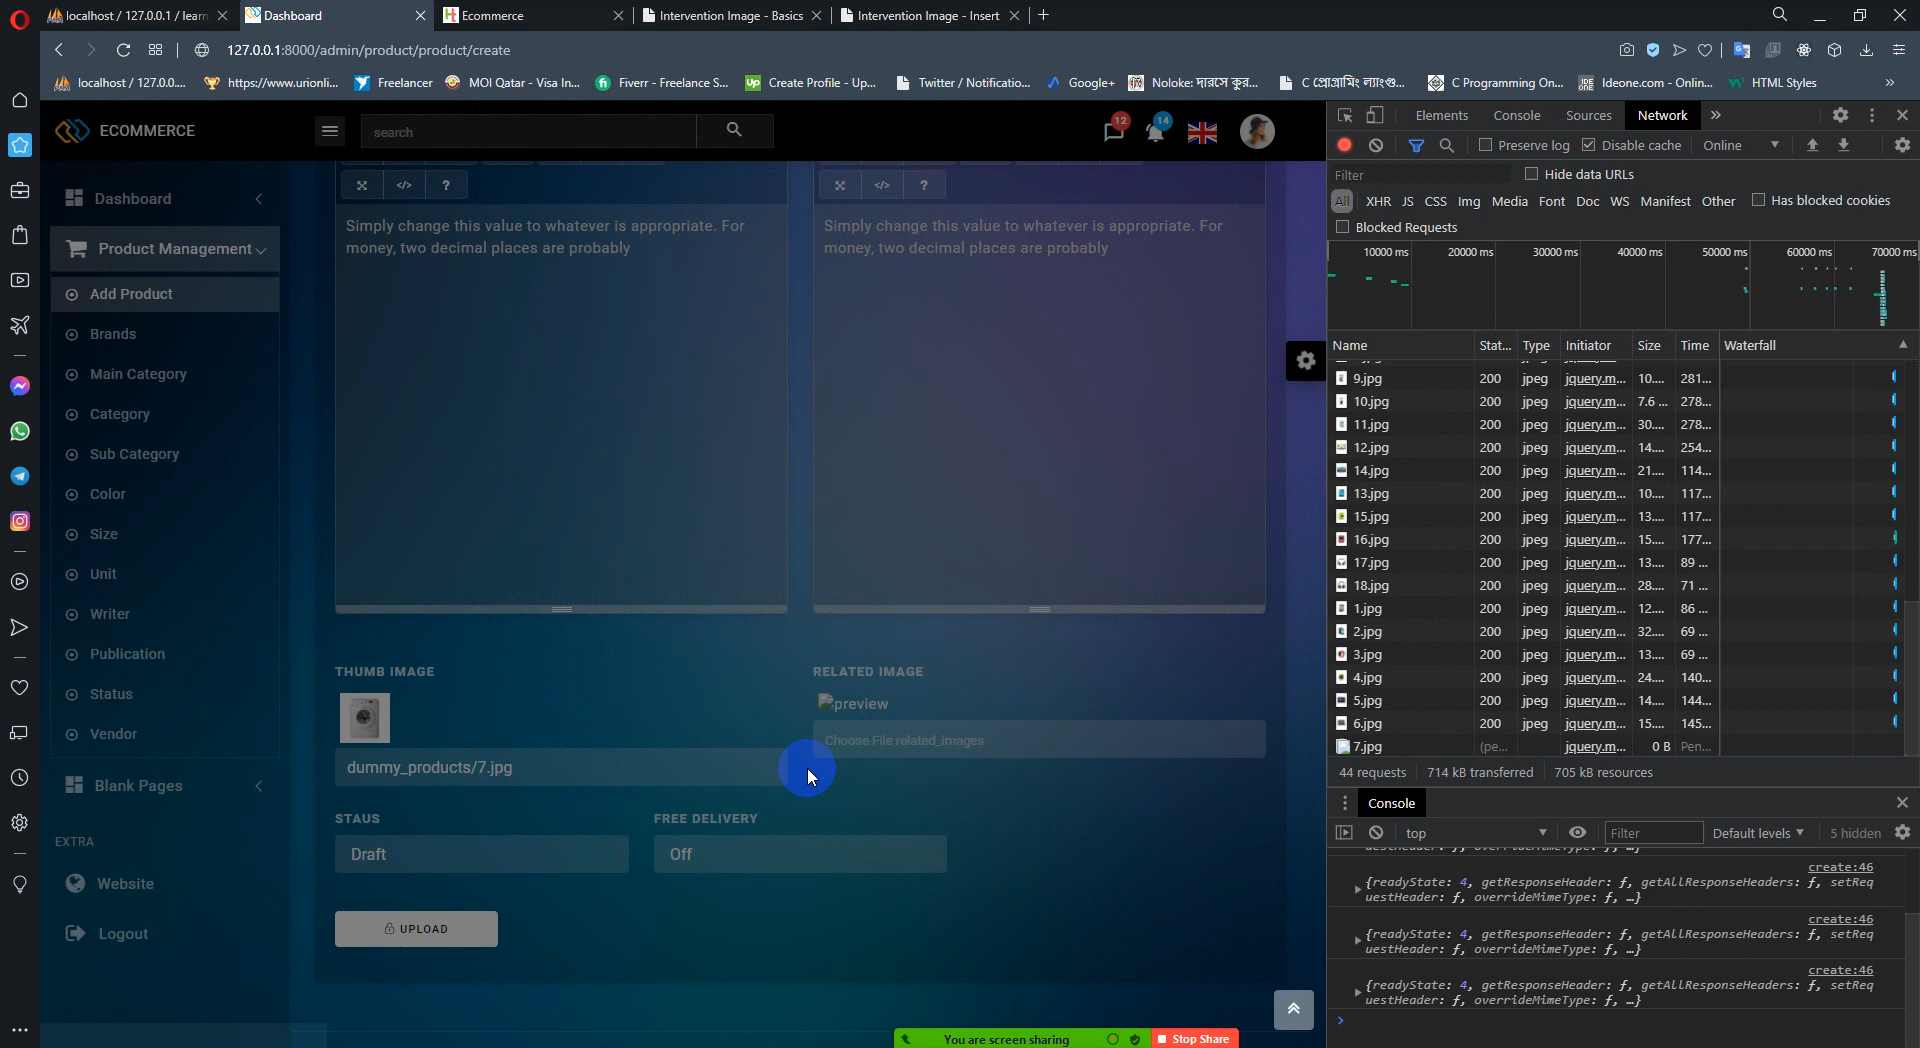 localhost / 127.0.0.1 / learn
Dashboard
Ecommerce
Intervention Image - Basics
Intervention Image - Insert
127.0.0.1:8000/admin/product/product/create
localhost / 127.0.0....
https://www.urionli...
Freelancer
MOI Qatar - Visa In...
Fiverr - Freelance S...
Create Profile - Up...
Twitter / Notificatio...
Google+
Noloke: দারসে কুর...
C প্রোগ্রামিং ল্যাংগু...
C Programming On...
Ideone.com - Onlin...
HTML Styles
»
ECOMMERCE
search
12
14
Dashboard
Product Management
Add Product
Brands
Main Category
Category
Sub Category
Color
Size
Unit
Writer
Publication
Status
Vendor
Blank Pages
EXTRA
Website
Logout
</> ?
</> ?
Simply change this value to whatever is appropriate. For
money, two decimal places are probably
Simply change this value to whatever is appropriate. For
money, two decimal places are probably
THUMB IMAGE
dummy_products/7.jpg
RELATED IMAGE
preview
Choose File related_images
STAUS
Draft
FREE DELIVERY
Off
UPLOAD
You are screen sharing
Stop Share
Elements Console Sources Network »
Preserve log Disable cache Online
Filter Hide data URLs
All XHR JS CSS Img Media Font Doc WS Manifest Other Has blocked cookies
Blocked Requests
10000 ms 20000 ms 30000 ms 40000 ms 50000 ms 60000 ms 70000 ms
Name Stat... Type Initiator Size Time Waterfall
9.jpg 200 jpeg jquery.m... 10.... 281...
10.jpg 200 jpeg jquery.m... 7.6 ... 278...
11.jpg 200 jpeg jquery.m... 30.... 278...
12.jpg 200 jpeg jquery.m... 14.... 254...
14.jpg 200 jpeg jquery.m... 21.... 114...
13.jpg 200 jpeg jquery.m... 10.... 117...
15.jpg 200 jpeg jquery.m... 13.... 117...
16.jpg 200 jpeg jquery.m... 15.... 177...
17.jpg 200 jpeg jquery.m... 13.... 89 ...
18.jpg 200 jpeg jquery.m... 28.... 71 ...
1.jpg 200 jpeg jquery.m... 12.... 86 ...
2.jpg 200 jpeg jquery.m... 32.... 69 ...
3.jpg 200 jpeg jquery.m... 13.... 69 ...
4.jpg 200 jpeg jquery.m... 24.... 140...
5.jpg 200 jpeg jquery.m... 14.... 144...
6.jpg 200 jpeg jquery.m... 15.... 145...
7.jpg (pe... jquery.m... 0 B Pen...
44 requests 714 kB transferred 705 kB resources
Console
top Filter Default levels 5 hidden
create:46
{readyState: 4, getResponseHeader: ƒ, getAllResponseHeaders: ƒ, setReq
uestHeader: ƒ, overrideMimeType: ƒ, …}
create:46
{readyState: 4, getResponseHeader: ƒ, getAllResponseHeaders: ƒ, setReq
uestHeader: ƒ, overrideMimeType: ƒ, …}
create:46
{readyState: 4, getResponseHeader: ƒ, getAllResponseHeaders: ƒ, setReq
uestHeader: ƒ, overrideMimeType: ƒ, …}